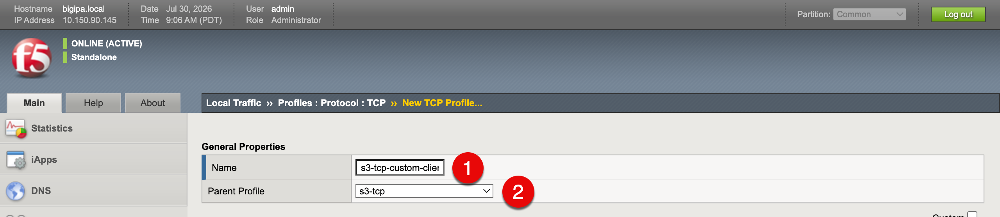 Hostname bigipa.local Date Jul 30, 2026 User admin
IP Address 10.150.90.145 Time 9:06 AM (PDT) Role Administrator
Partition: Common Log out
f5
ONLINE (ACTIVE)
Standalone
Main Help About
Local Traffic ›› Profiles : Protocol : TCP ›› New TCP Profile...
Statistics
iApps
DNS
General Properties
Name s3-tcp-custom-clier 1
Parent Profile s3-tcp 2
Custom